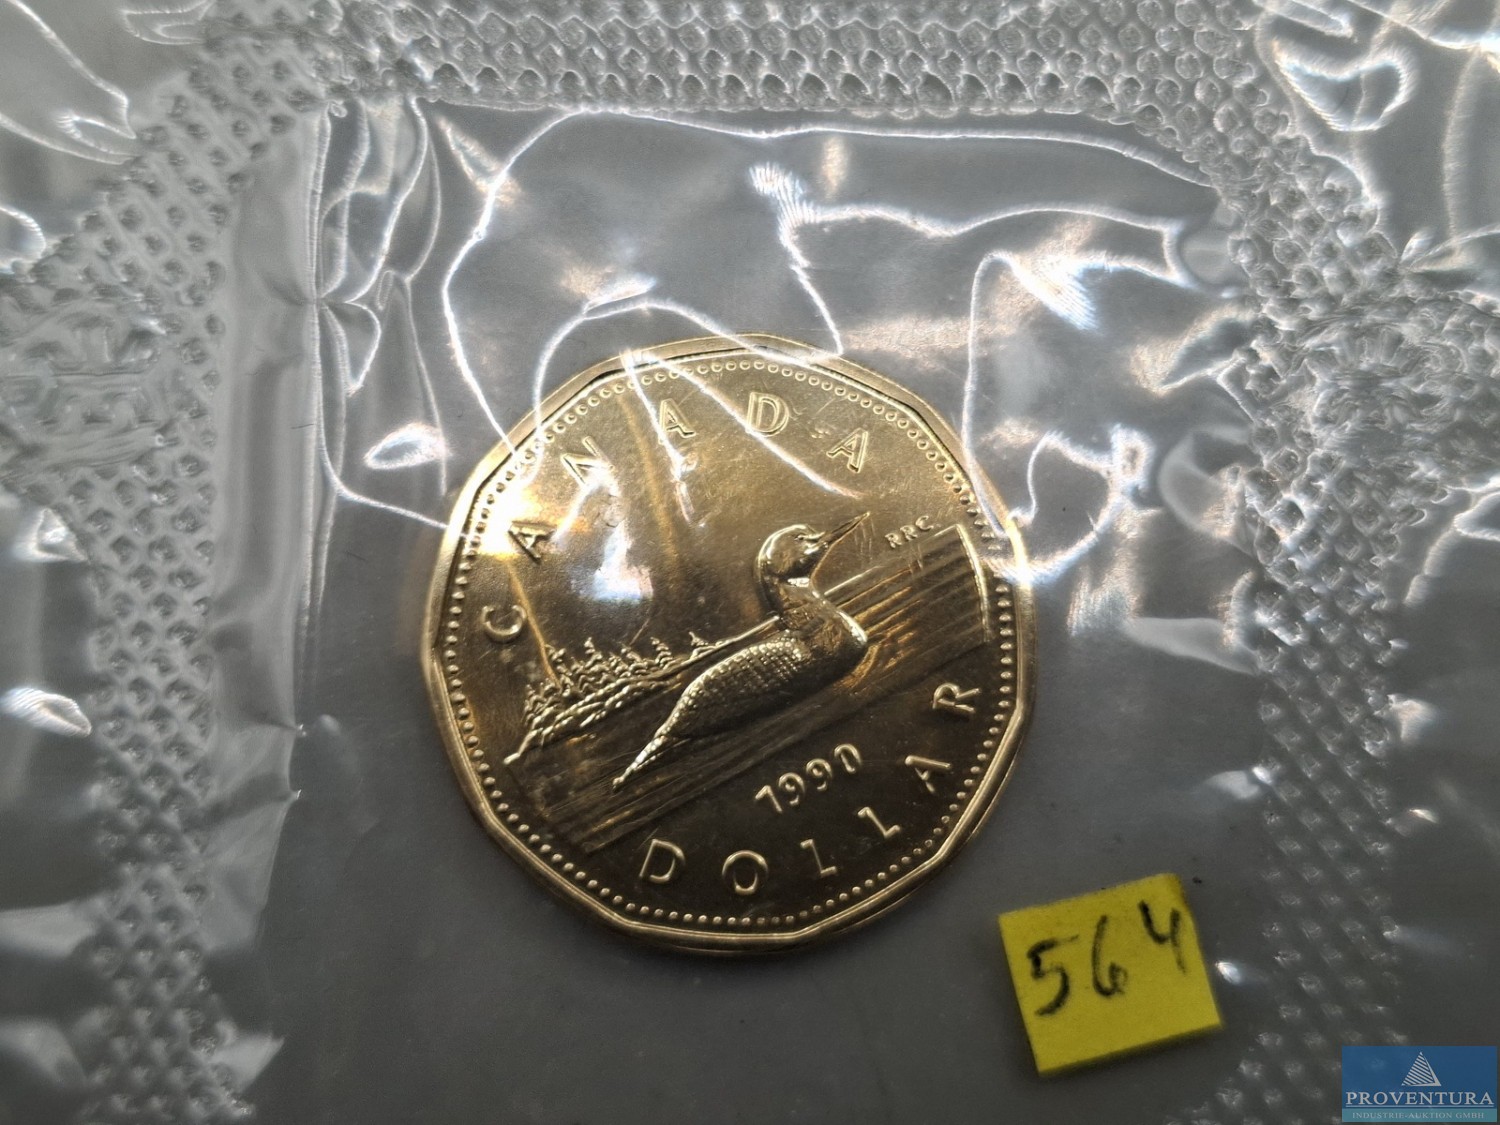 CANADA
RRC
1990
DOLLAR
564
PROVENTURA
INDUSTRIE-AUKTION GMBH